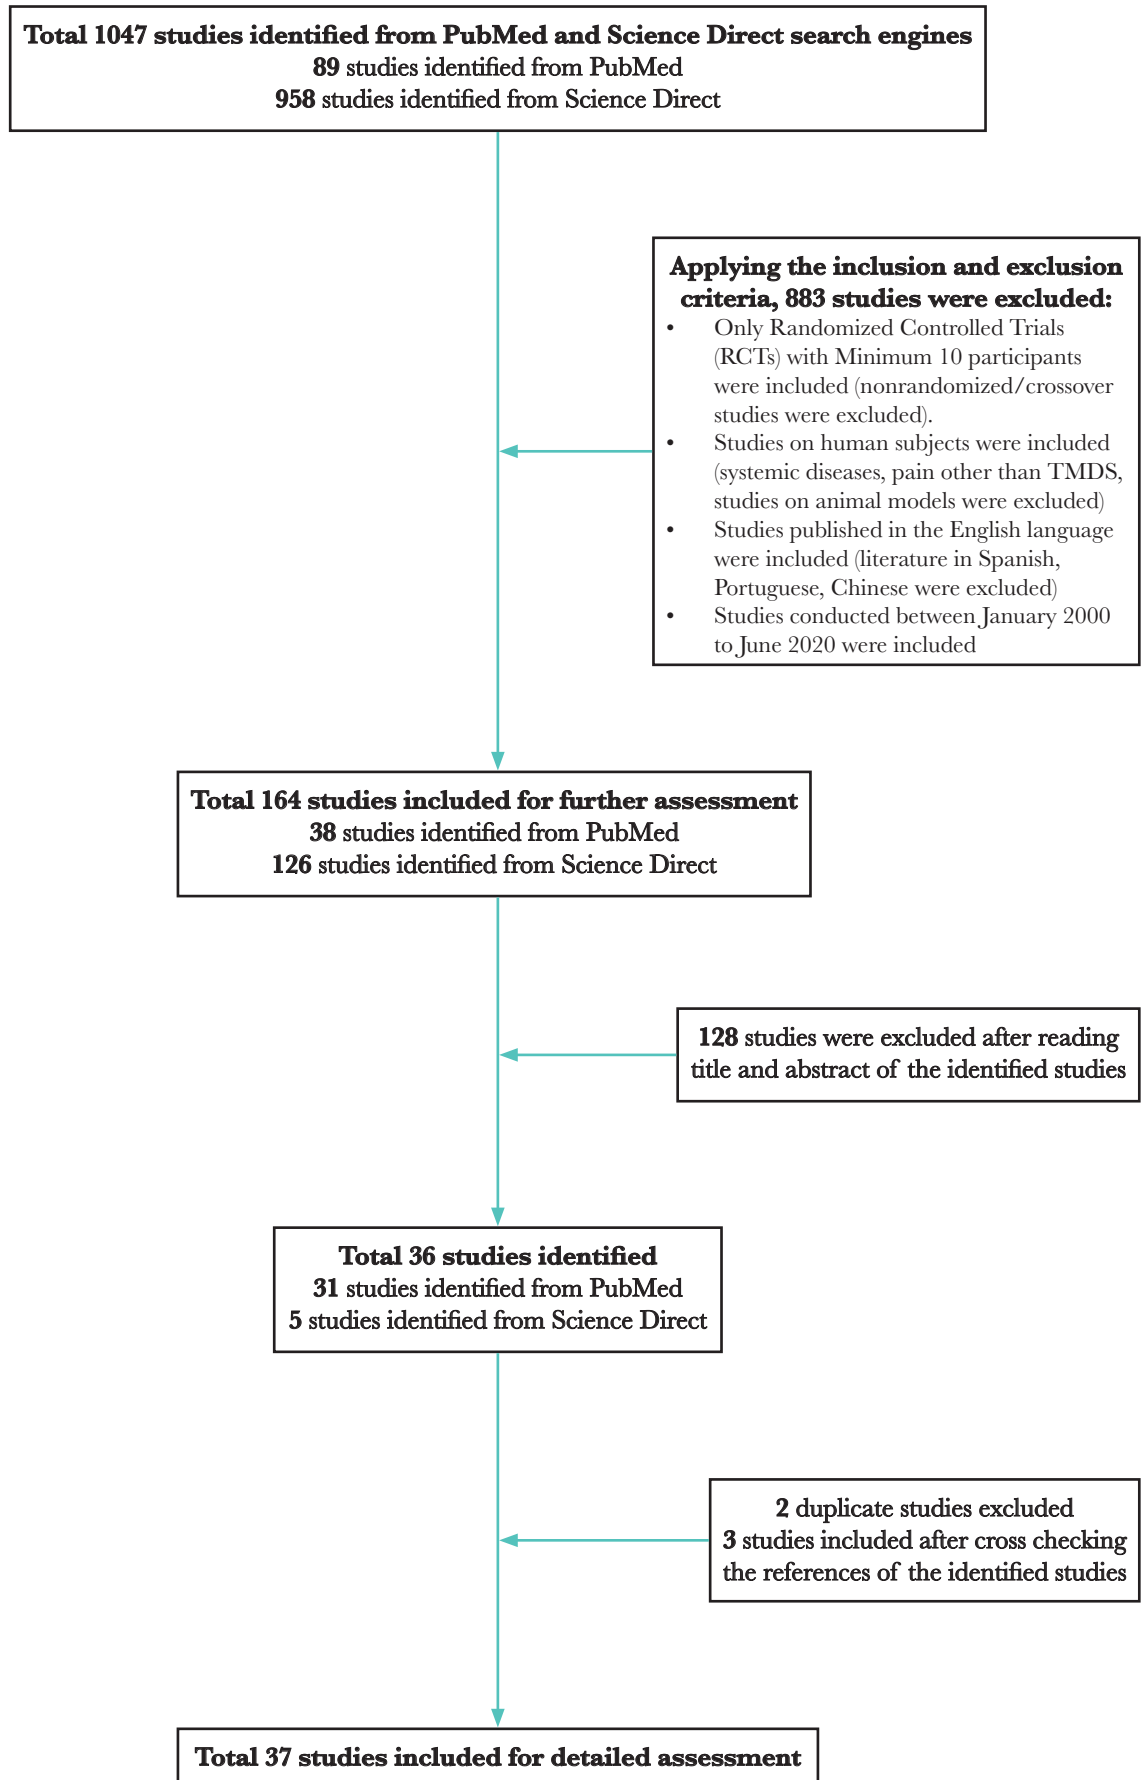 Total 1047 studies identified from PubMed and Science Direct search engines
89 studies identified from PubMed
958 studies identified from Science Direct
Applying the inclusion and exclusion
criteria, 883 studies were excluded:
• Only Randomized Controlled Trials
(RCTs) with Minimum 10 participants
were included (nonrandomized/crossover
studies were excluded).
• Studies on human subjects were included
(systemic diseases, pain other than TMDS,
studies on animal models were excluded)
• Studies published in the English language
were included (literature in Spanish,
Portuguese, Chinese were excluded)
• Studies conducted between January 2000
to June 2020 were included
Total 164 studies included for further assessment
38 studies identified from PubMed
126 studies identified from Science Direct
128 studies were excluded after reading
title and abstract of the identified studies
Total 36 studies identified
31 studies identified from PubMed
5 studies identified from Science Direct
2 duplicate studies excluded
3 studies included after cross checking
the references of the identified studies
Total 37 studies included for detailed assessment